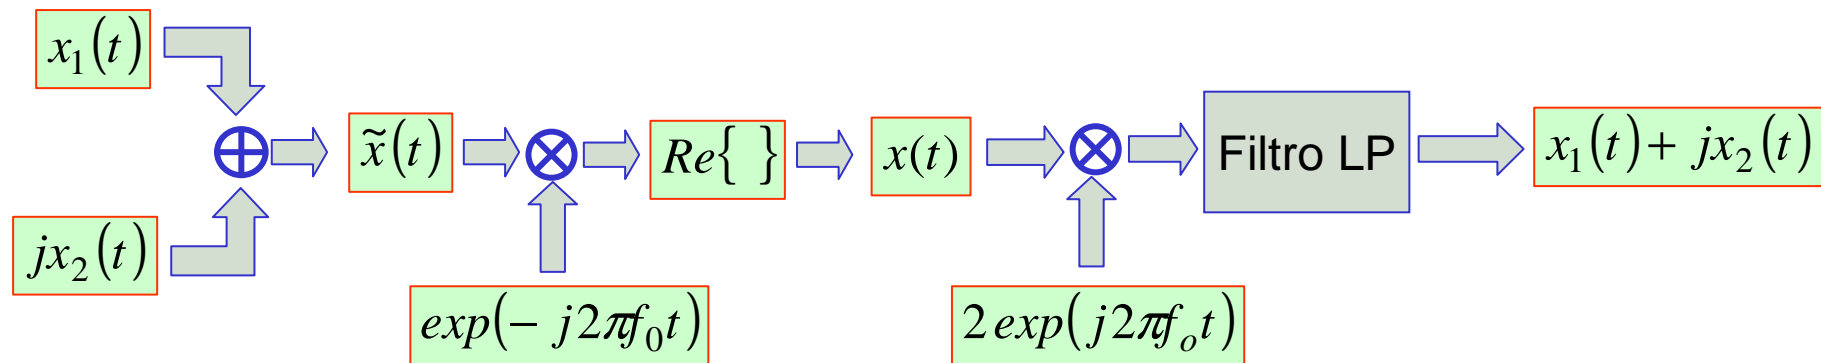 x₁(t)
jx₂(t)
x̃(t)
exp(− j2πf₀t)
Re{ }
x(t)
2 exp(j2πfₒt)
Filtro LP
x₁(t)+ jx₂(t)